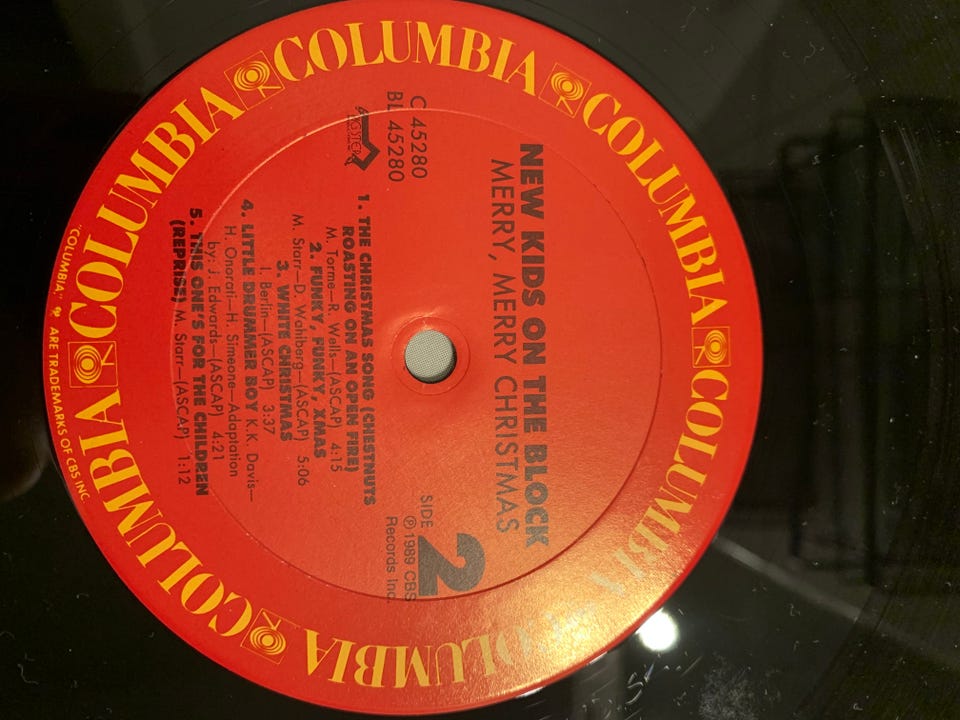 COLUMBIA COLUMBIA COLUMBIA COLUMBIA COLUMBIA COLUMBIA COLUMBIA COLUMBIA COLUMBIA
NEW KIDS ON THE BLOCK
MERRY, MERRY CHRISTMAS
C 45280
BL 45280
SIDE 2
℗ 1989 CBS
Records Inc.
1. THE CHRISTMAS SONG (CHESTNUTS
ROASTING ON AN OPEN FIRE)
M. Torme—R. Wells—(ASCAP) 4:15
2. FUNKY, FUNKY, XMAS
M. Starr—D. Wahlberg—(ASCAP) 5:06
3. WHITE CHRISTMAS
I. Berlin—(ASCAP) 3:37
4. LITTLE DRUMMER BOY K.K. Davis—
H. Onorati—H. Simeone—Adaptation
by: J. Edwards—(ASCAP) 4:21
5. THIS ONE'S FOR THE CHILDREN
(REPRISE) M. Starr—(ASCAP) 1:12
"COLUMBIA," ARE TRADEMARKS OF CBS INC.